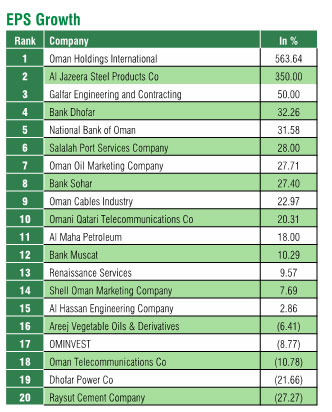 EPS Growth
Rank Company In %
1 Oman Holdings International 563.64
2 Al Jazeera Steel Products Co 350.00
3 Galfar Engineering and Contracting 50.00
4 Bank Dhofar 32.26
5 National Bank of Oman 31.58
6 Salalah Port Services Company 28.00
7 Oman Oil Marketing Company 27.71
8 Bank Sohar 27.40
9 Oman Cables Industry 22.97
10 Omani Qatari Telecommunications Co 20.31
11 Al Maha Petroleum 18.00
12 Bank Muscat 10.29
13 Renaissance Services 9.57
14 Shell Oman Marketing Company 7.69
15 Al Hassan Engineering Company 2.86
16 Areej Vegetable Oils & Derivatives (6.41)
17 OMINVEST (8.77)
18 Oman Telecommunications Co (10.78)
19 Dhofar Power Co (21.66)
20 Raysut Cement Company (27.27)